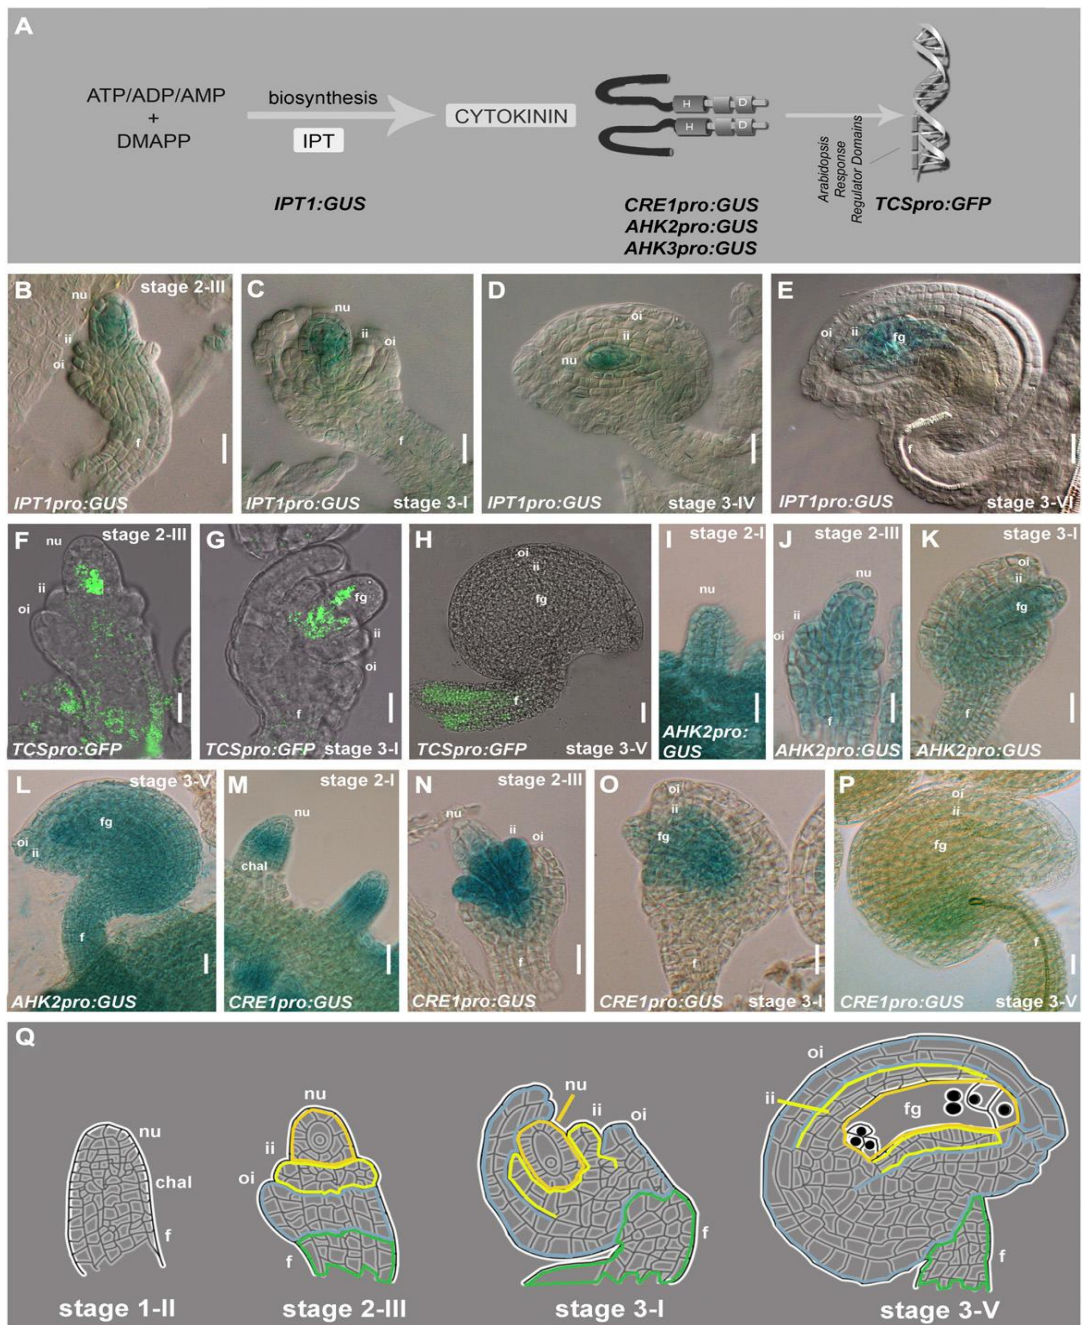 A
ATP/ADP/AMP
+
DMAPP
biosynthesis
IPT
CYTOKININ
H
D
H
D
Arabidopsis
Response
Regulator Domains
IPT1:GUS
CRE1pro:GUS
AHK2pro:GUS
AHK3pro:GUS
TCSpro:GFP
B
stage 2-III
nu
ii
oi
f
IPT1pro:GUS
C
nu
ii
oi
f
IPT1pro:GUS
stage 3-I
D
oi
ii
nu
IPT1pro:GUS
stage 3-IV
E
oi
ii
fg
f
IPT1pro:GUS
stage 3-VI
F
stage 2-III
nu
ii
oi
TCSpro:GFP
G
fg
ii
oi
f
TCSpro:GFP
stage 3-I
H
oi
ii
fg
f
TCSpro:GFP
stage 3-V
I
stage 2-I
nu
AHK2pro:
GUS
J
stage 2-III
nu
ii
oi
f
AHK2pro:GUS
K
stage 3-I
oi
ii
fg
f
AHK2pro:GUS
L
stage 3-V
fg
oi
ii
f
AHK2pro:GUS
M
stage 2-I
nu
chal
CRE1pro:GUS
N
stage 2-III
nu
ii
oi
f
CRE1pro:GUS
O
oi
ii
fg
f
CRE1pro:GUS
stage 3-I
P
oi
ii
fg
f
CRE1pro:GUS
stage 3-V
Q
nu
chal
f
stage 1-II
nu
ii
oi
f
stage 2-III
nu
ii
oi
f
stage 3-I
oi
ii
fg
f
stage 3-V